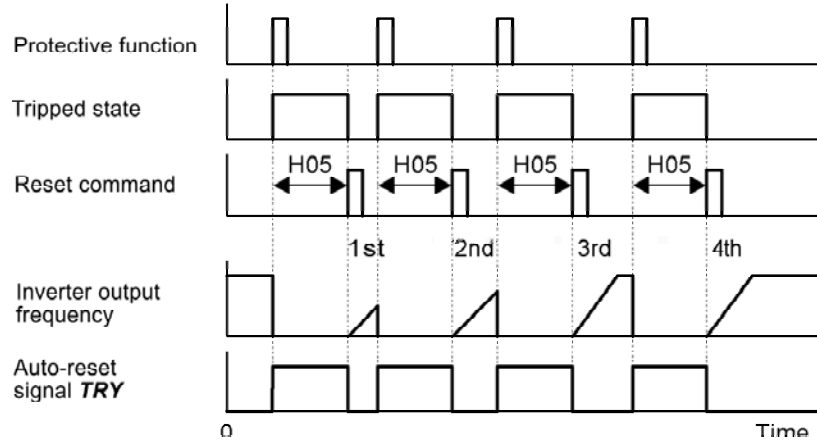 Protective function
Tripped state
H05 H05 H05 H05
Reset command
1st 2nd 3rd 4th
Inverter output
frequency
Auto-reset
signal TRY
0 Time